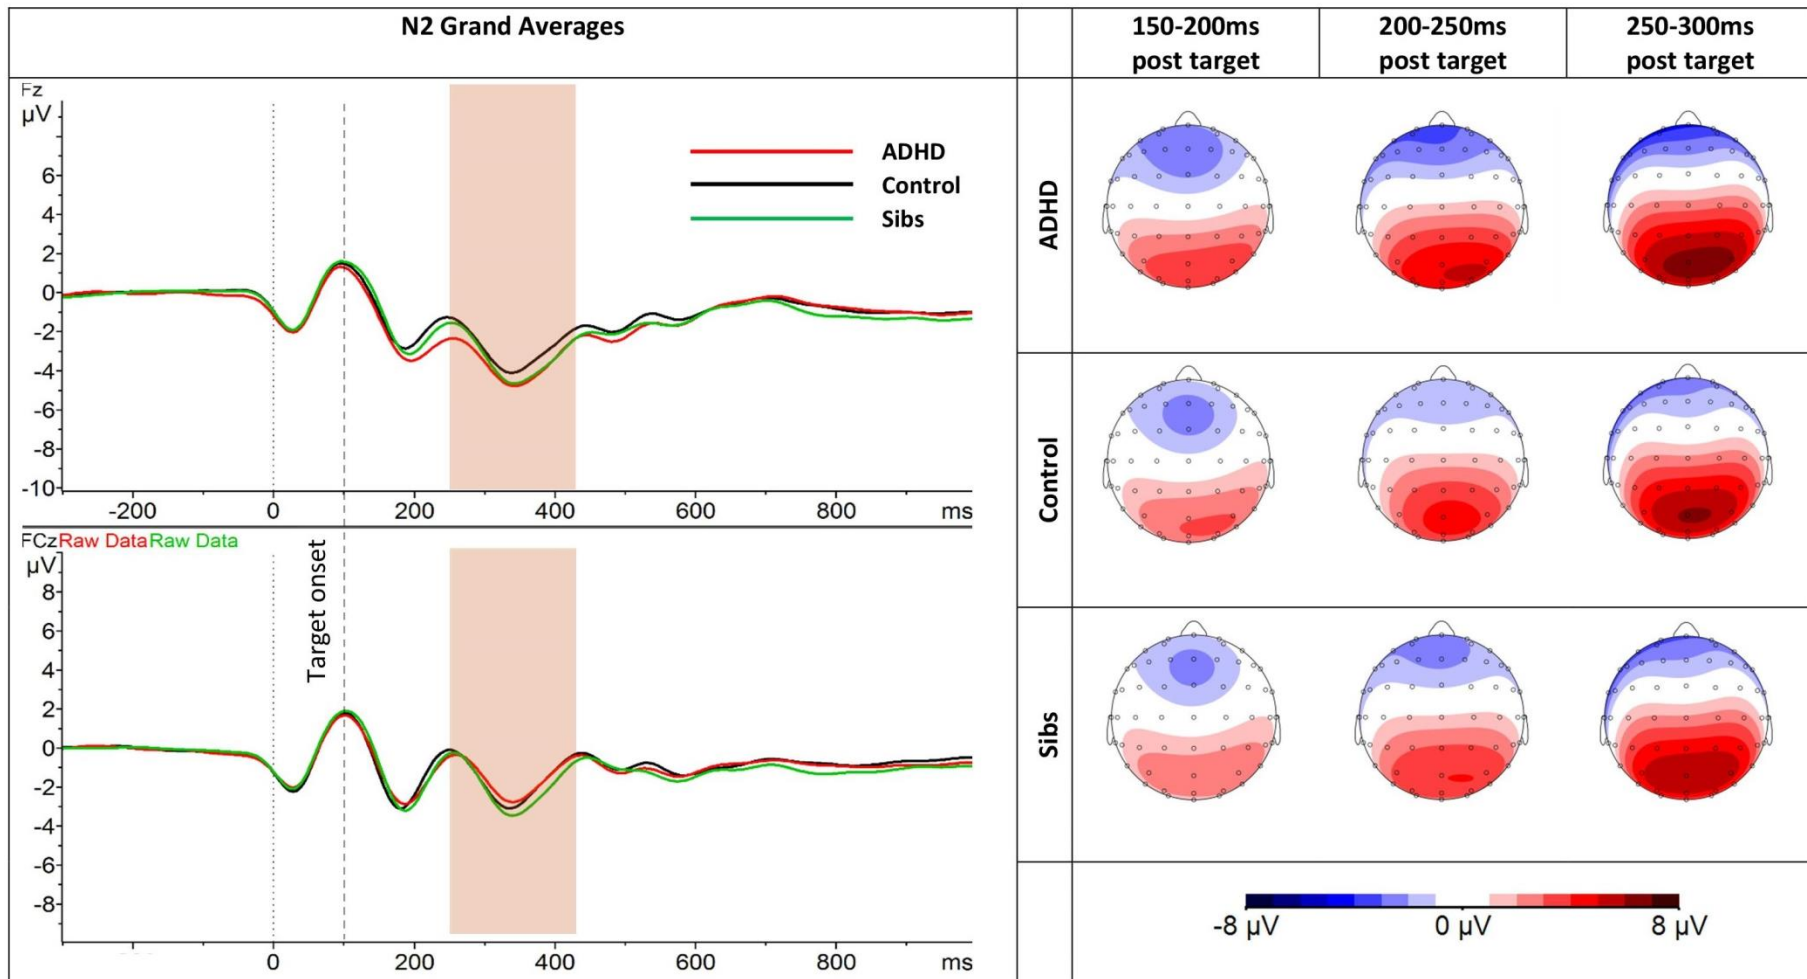 N2 Grand Averages
150-200ms
post target
200-250ms
post target
250-300ms
post target
Fz
µV
6
4
2
0
-2
-4
-6
-8
-10
-200
0
200
400
600
800
ms
ADHD
Control
Sibs
FCz Raw Data Raw Data
µV
8
6
4
2
0
-2
-4
-6
-8
0
200
400
600
800
ms
Target onset
ADHD
Control
Sibs
-8 µV
0 µV
8 µV